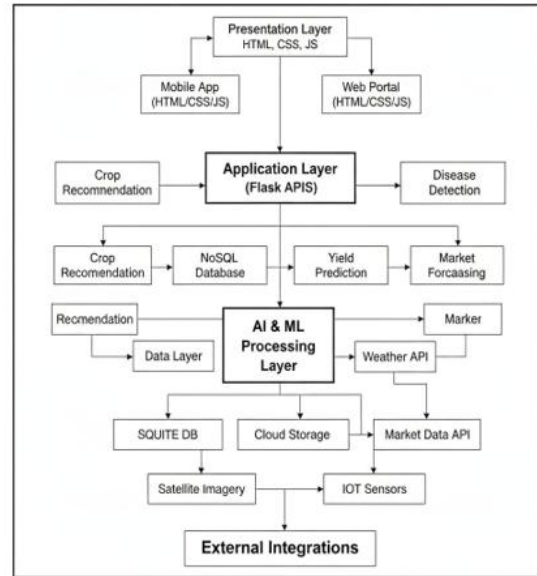 Presentation Layer
HTML, CSS, JS
Mobile App
(HTML/CSS/JS)
Web Portal
(HTML/CSS/JS)
Crop
Recomnendation
Application Layer
(Flask APIS)
Disease
Detection
Crop
Recomendation
NoSQL
Database
Yield
Prediction
Market
Forcaasing
Recmendation
AI & ML
Processing
Layer
Marker
Data Layer
Weather API
SQUITE DB
Cloud Storage
Market Data API
Satellite Imagery
IOT Sensors
External Integrations